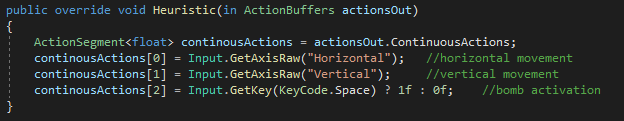 public override void Heuristic(in ActionBuffers actionsOut)
{
ActionSegment<float> continousActions = actionsOut.ContinuousActions;
continousActions[0] = Input.GetAxisRaw("Horizontal");   //horizontal movement
continousActions[1] = Input.GetAxisRaw("Vertical");     //vertical movement
continousActions[2] = Input.GetKey(KeyCode.Space) ? 1f : 0f;    //bomb activation
}